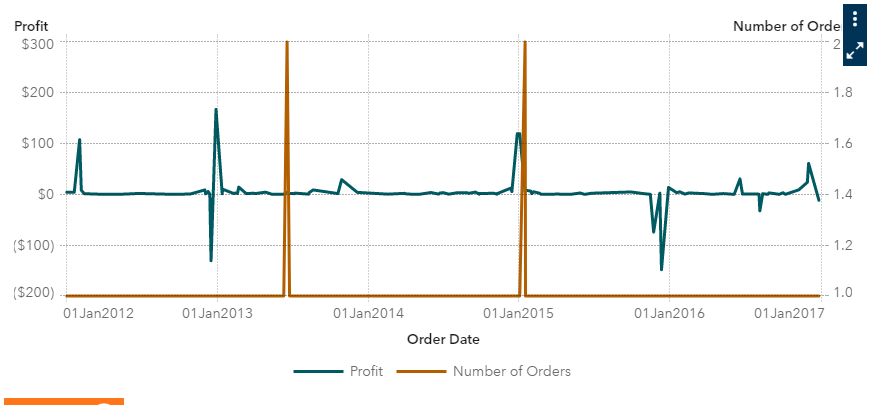 Profit
Number of Orde
$300
$200
$100
$0
($100)
($200)
2
1.8
1.6
1.4
1.2
1.0
01Jan2012 01Jan2013 01Jan2014 01Jan2015 01Jan2016 01Jan2017
Order Date
Profit Number of Orders